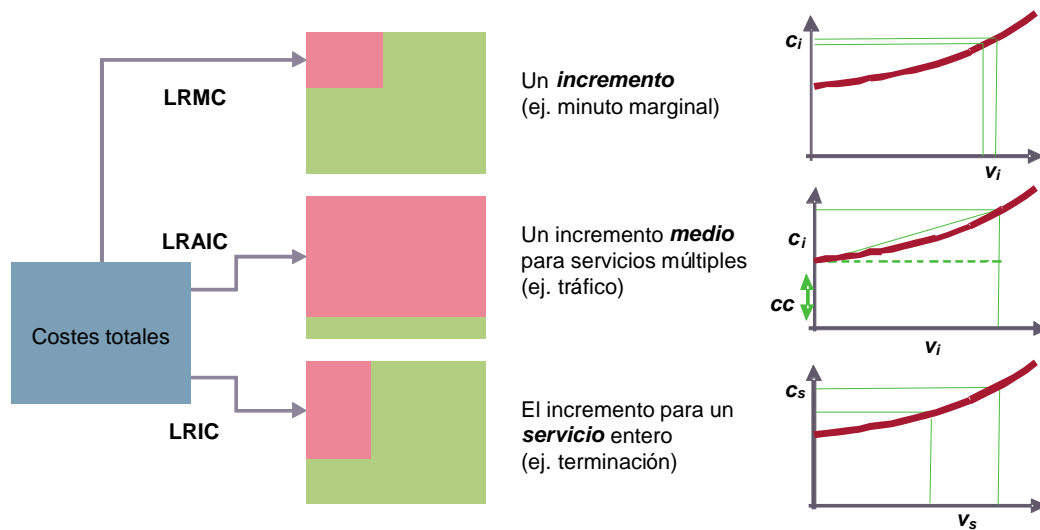 Costes totales
LRMC
Un incremento
(ej. minuto marginal)
cᵢ
vᵢ
LRAIC
Un incremento medio
para servicios múltiples
(ej. tráfico)
cᵢ
cc
vᵢ
LRIC
El incremento para un
servicio entero
(ej. terminación)
cₛ
vₛ